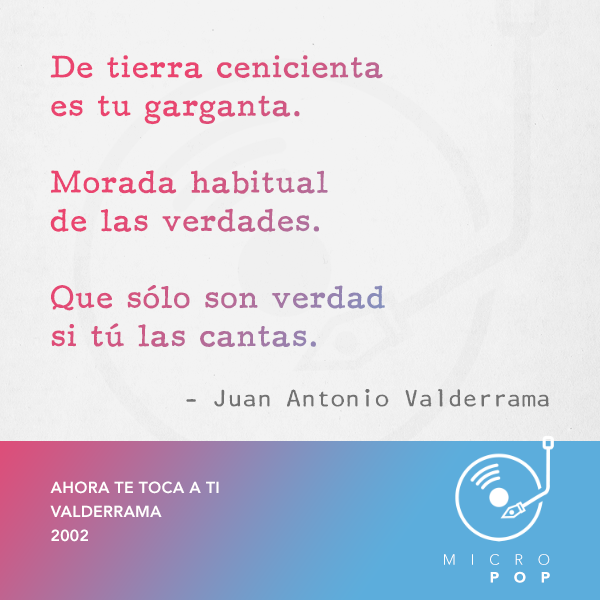 De tierra cenicienta
es tu garganta.
Morada habitual
de las verdades.
Que sólo son verdad
si tú las cantas.
- Juan Antonio Valderrama
AHORA TE TOCA A TI
VALDERRAMA
2002
MICRO
POP